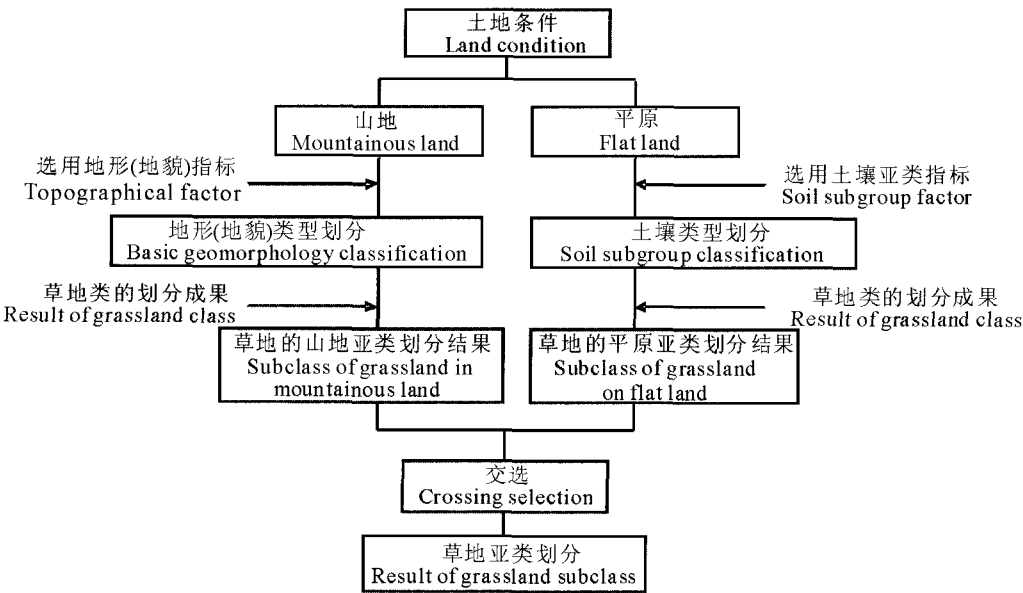 土地条件
Land condition
山地
Mountainous land
平原
Flat land
选用地形(地貌)指标
Topographical factor
选用土壤亚类指标
Soil subgroup factor
地形(地貌)类型划分
Basic geomorphology classification
土壤类型划分
Soil subgroup classification
草地类的划分成果
Result of grassland class
草地类的划分成果
Result of grassland class
草地的山地亚类划分结果
Subclass of grassland in
mountainous land
草地的平原亚类划分结果
Subclass of grassland
on flat land
交选
Crossing selection
草地亚类划分
Result of grassland subclass